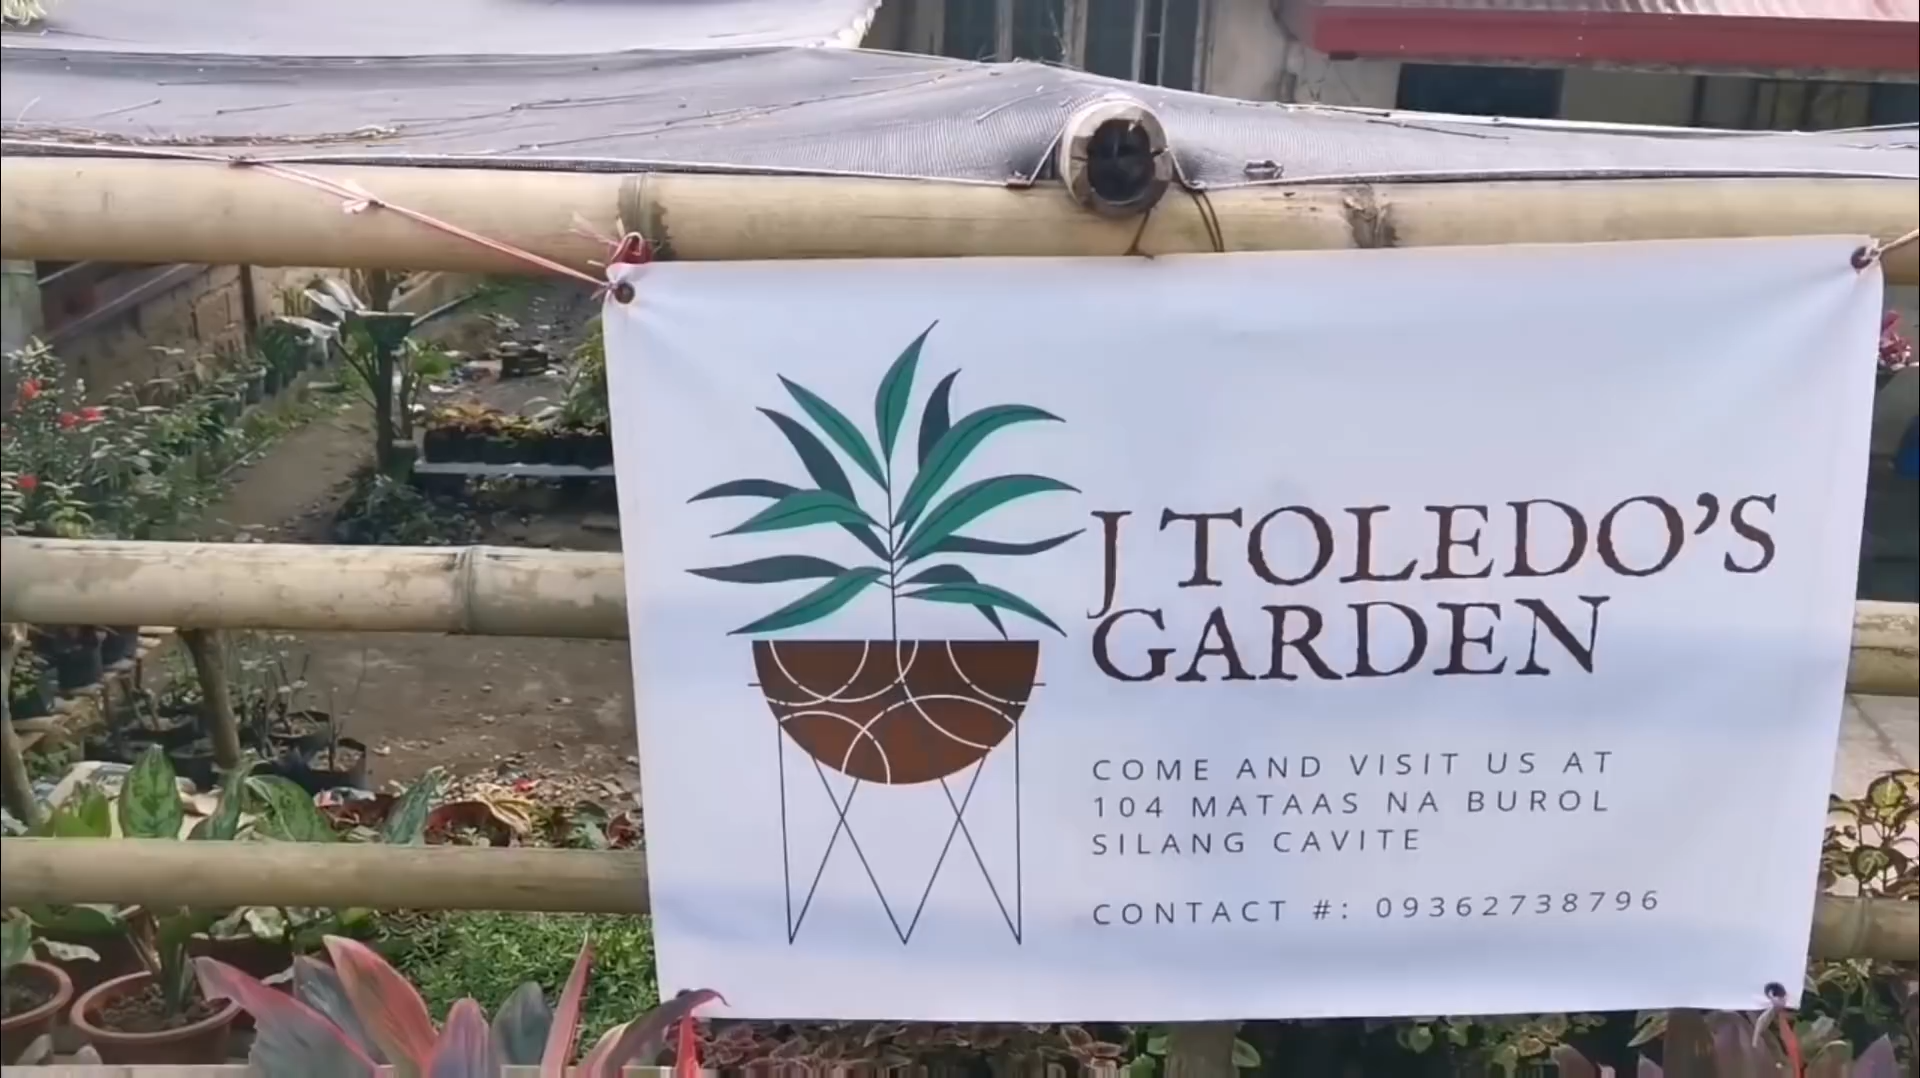 J TOLEDO'S
GARDEN
COME AND VISIT US AT
104 MATAAS NA BUROL
SILANG CAVITE
CONTACT #: 09362738796